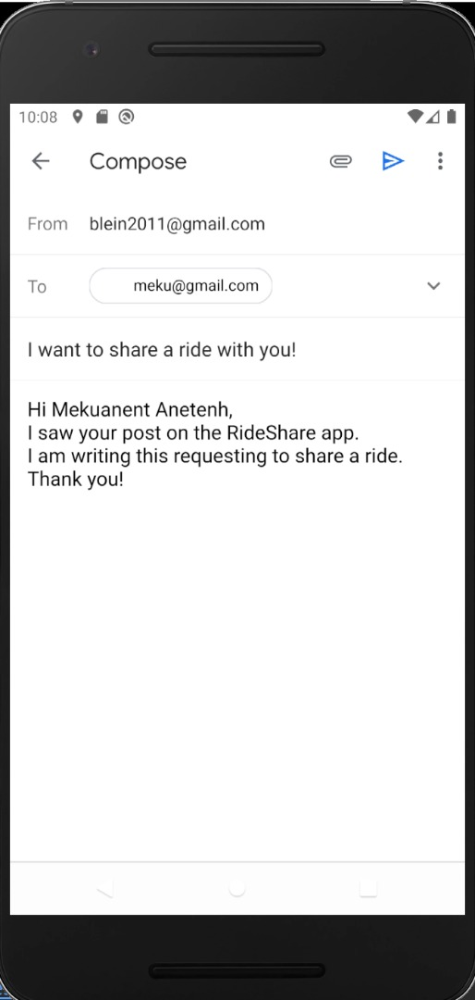 10:08
Compose
From blein2011@gmail.com
To meku@gmail.com
I want to share a ride with you!
Hi Mekuanent Anetenh,
I saw your post on the RideShare app.
I am writing this requesting to share a ride.
Thank you!